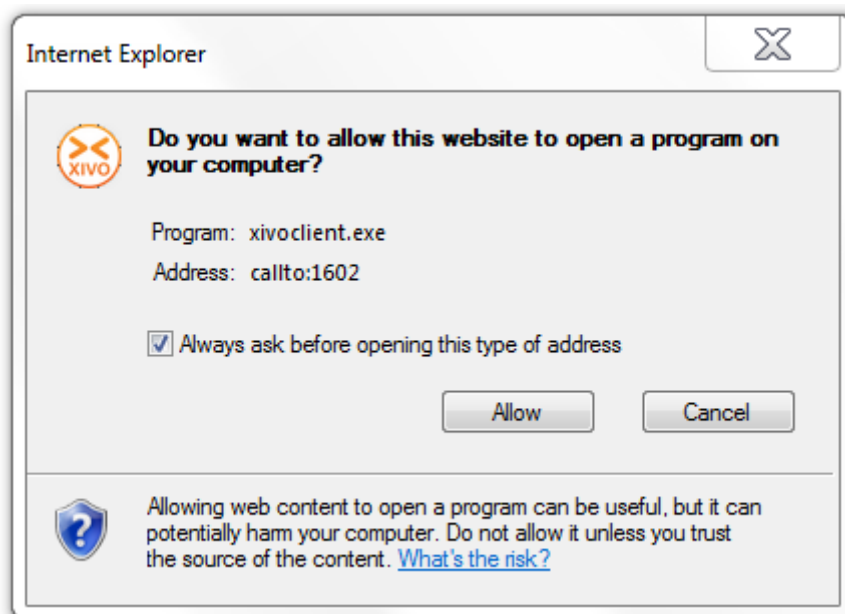 Internet Explorer
XIVO
Do you want to allow this website to open a program on
your computer?
Program: xivoclient.exe
Address: callto:1602
Always ask before opening this type of address
Allow Cancel
Allowing web content to open a program can be useful, but it can
potentially harm your computer. Do not allow it unless you trust
the source of the content. What's the risk?